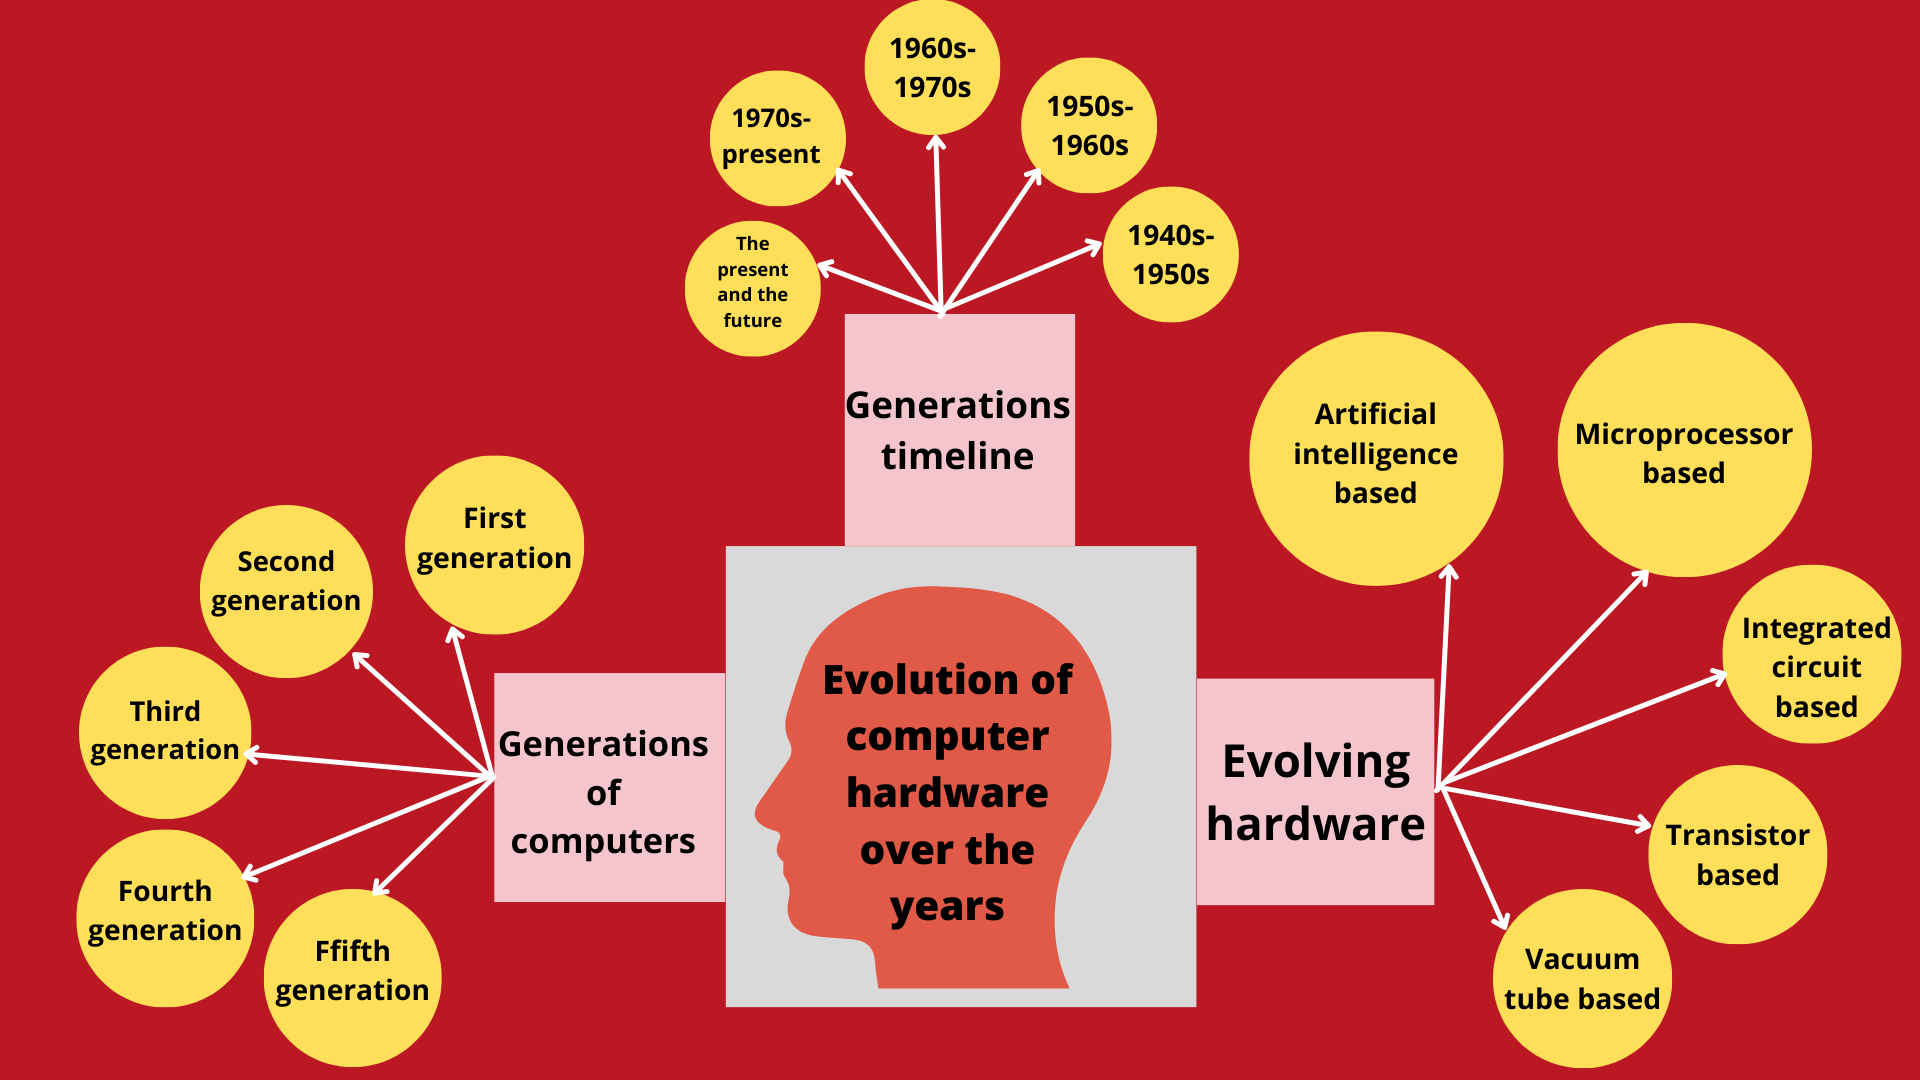 1960s-
1970s
1970s-
present
1950s-
1960s
1940s-
1950s
The
present
and the
future
Generations
timeline
Artificial
intelligence
based
Microprocessor
based
Integrated
circuit
based
Transistor
based
Vacuum
tube based
Evolving
hardware
Evolution of
computer
hardware
over the
years
Generations
of
computers
First
generation
Second
generation
Third
generation
Fourth
generation
Ffifth
generation